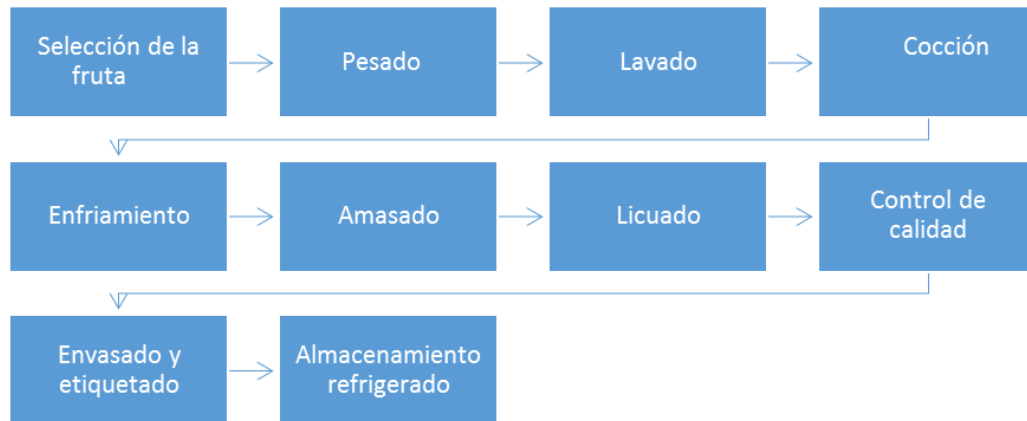 Selección de la
fruta
Pesado
Lavado
Cocción
Enfriamiento
Amasado
Licuado
Control de
calidad
Envasado y
etiquetado
Almacenamiento
refrigerado